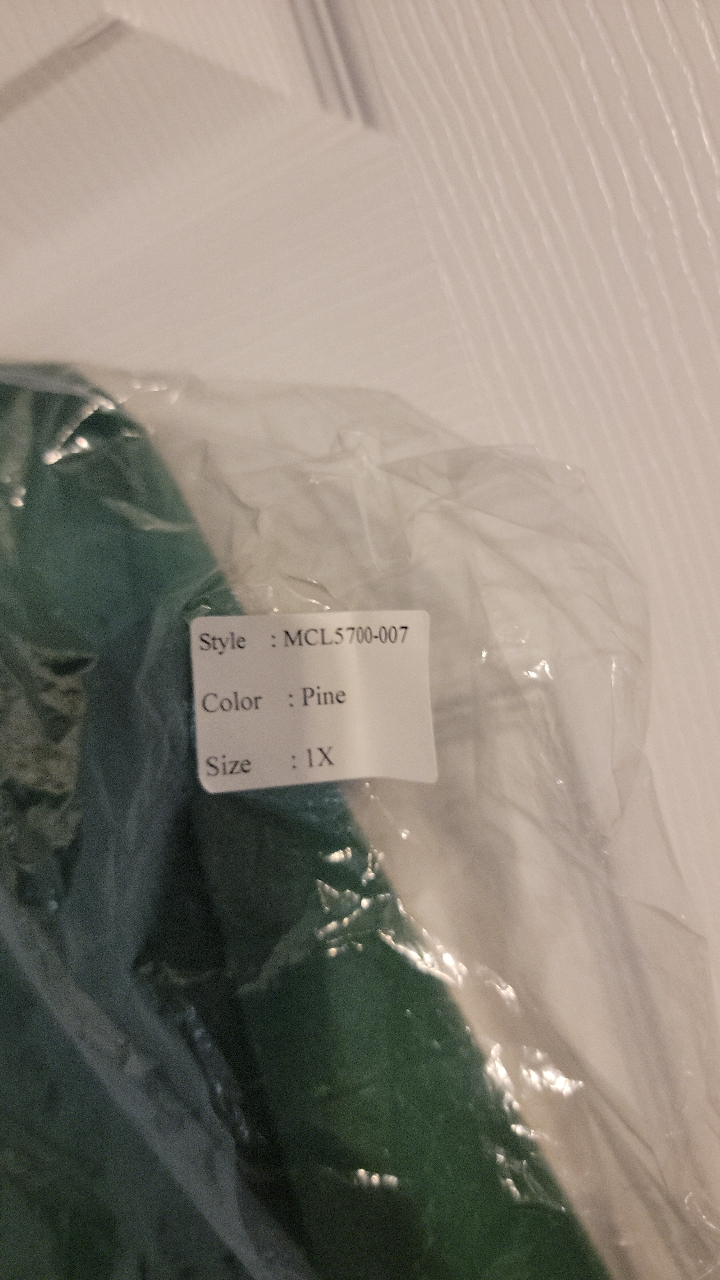 Style : MCL5700-007
Color : Pine
Size : 1X